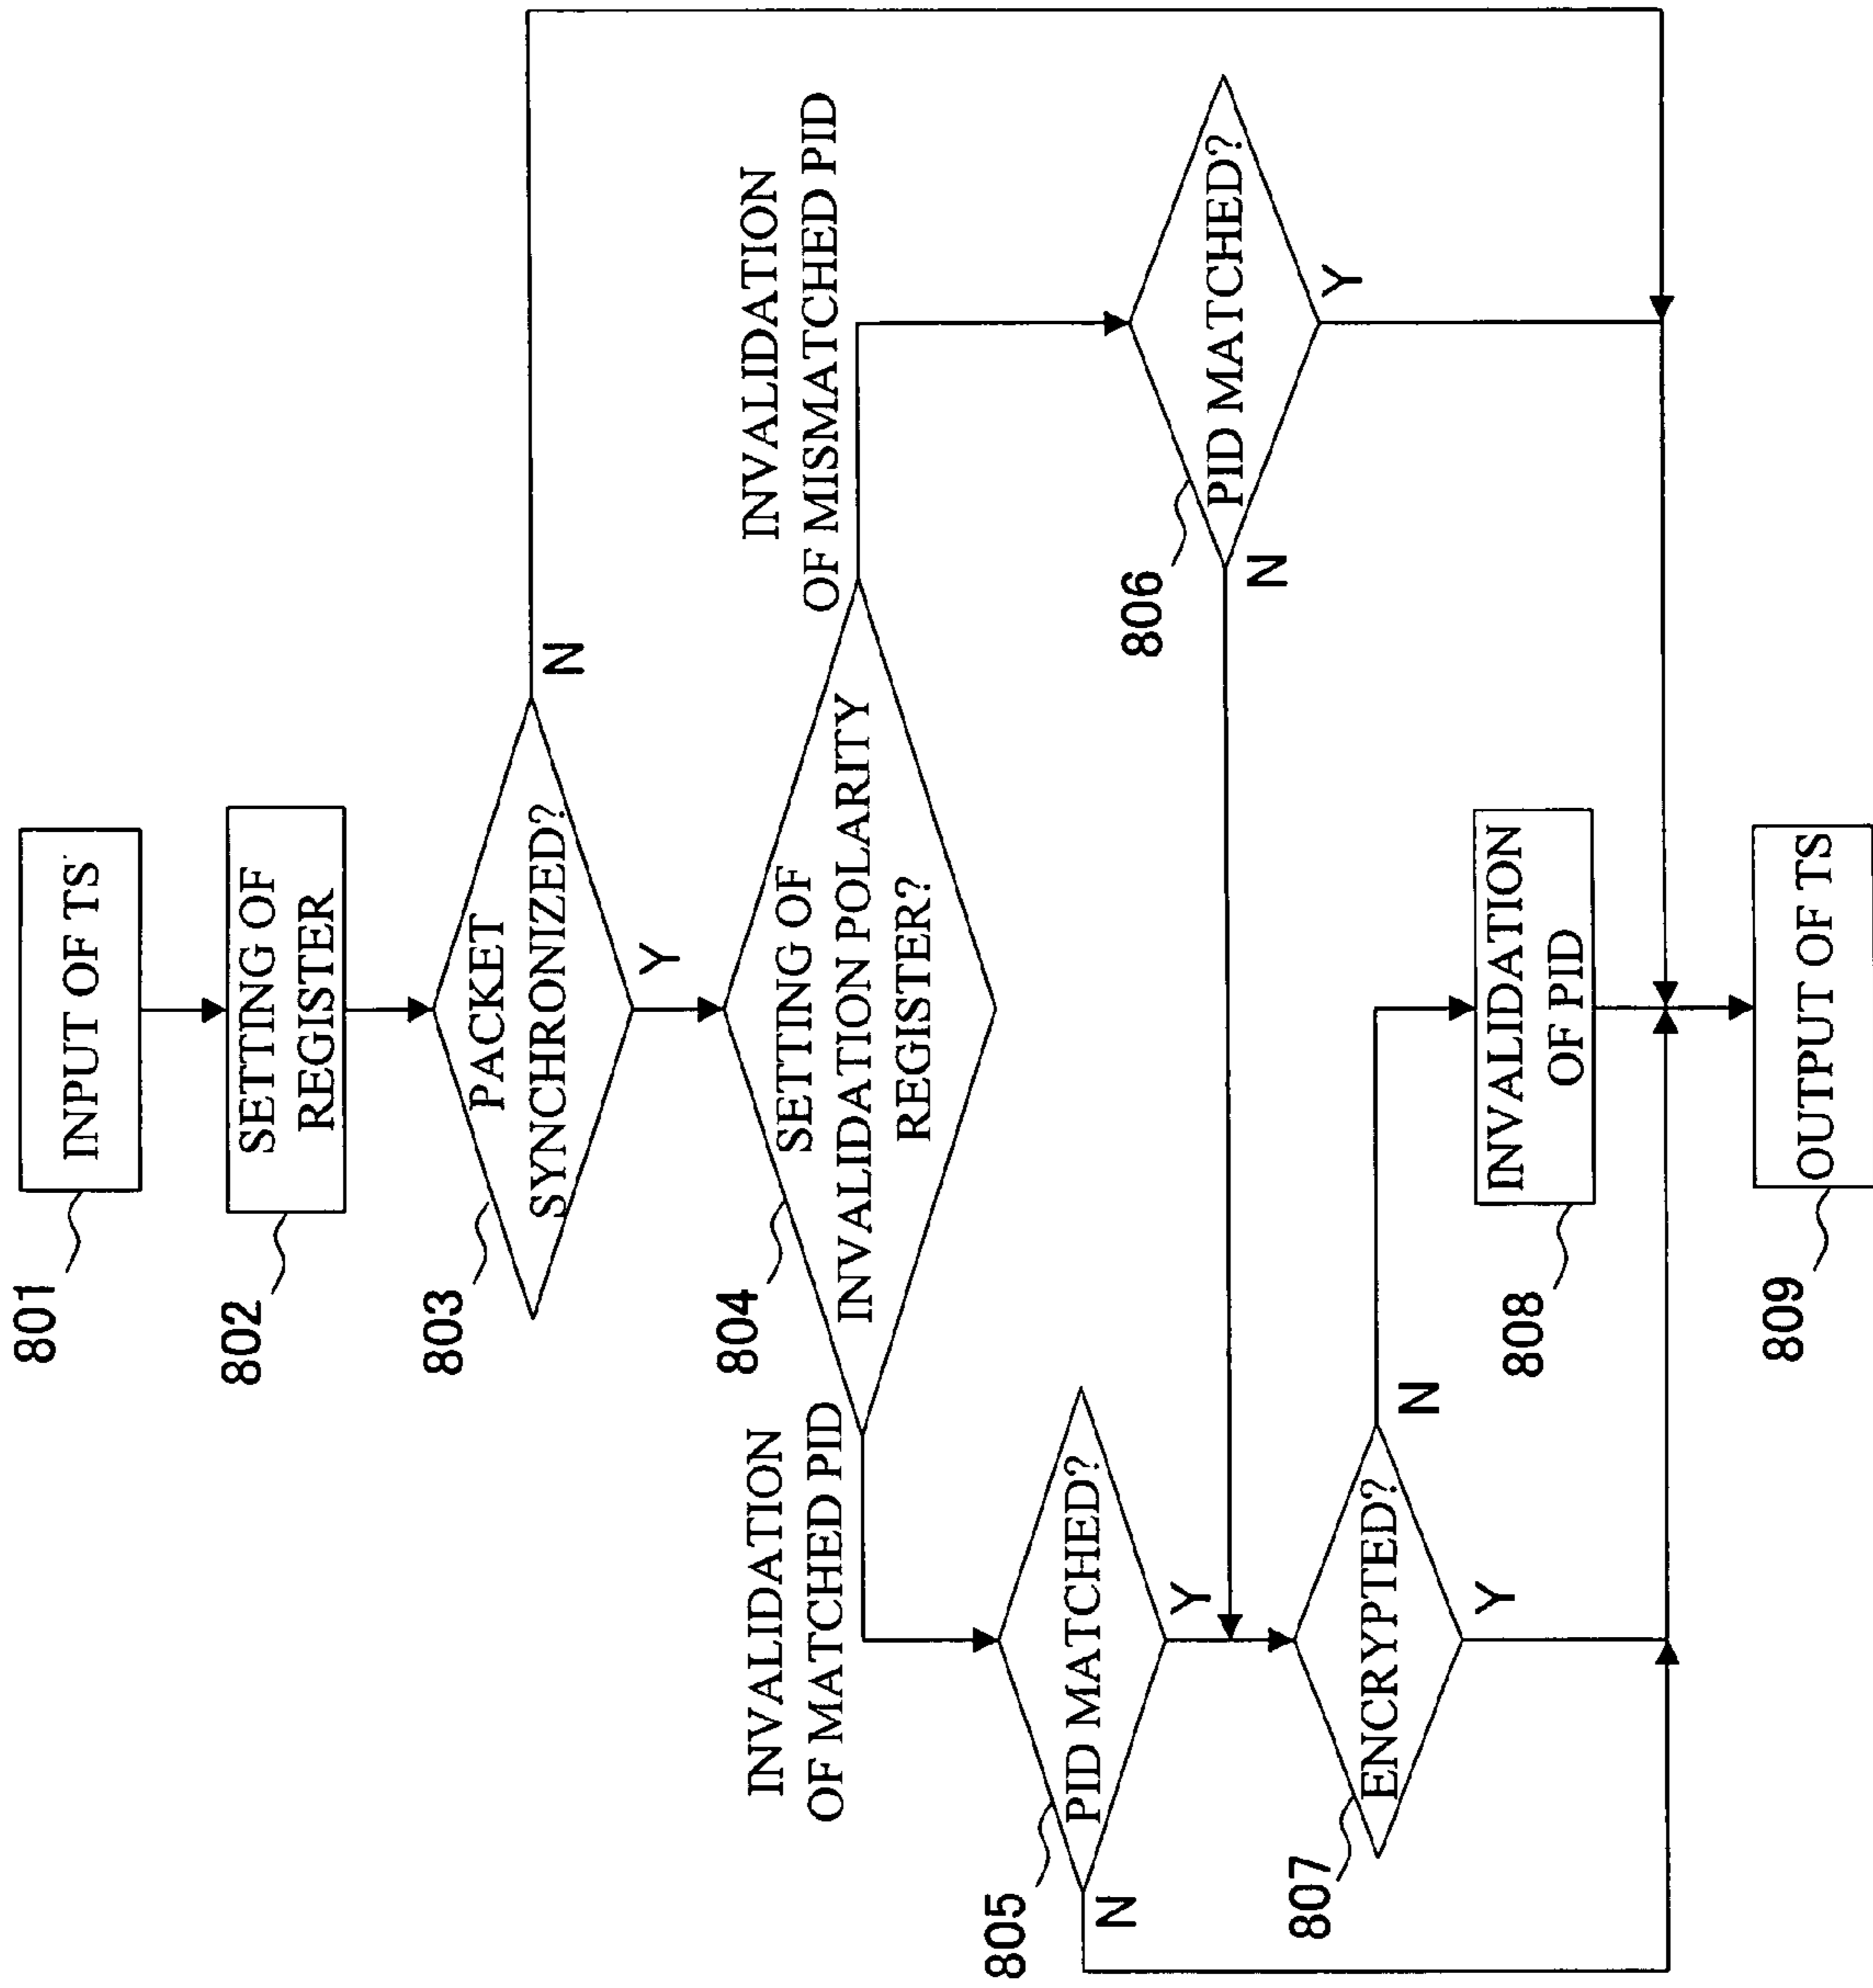 801
INPUT OF TS
802
SETTING OF
REGISTER
803
PACKET
SYNCHRONIZED?
N
Y
804
SETTING OF
INVALIDATION POLARITY
REGISTER?
INVALIDATION
OF MATCHED PID
INVALIDATION
OF MISMATCHED PID
805
PID MATCHED?
N
Y
806
PID MATCHED?
N
Y
807
ENCRYPTED?
N
Y
808
INVALIDATION
OF PID
809
OUTPUT OF TS